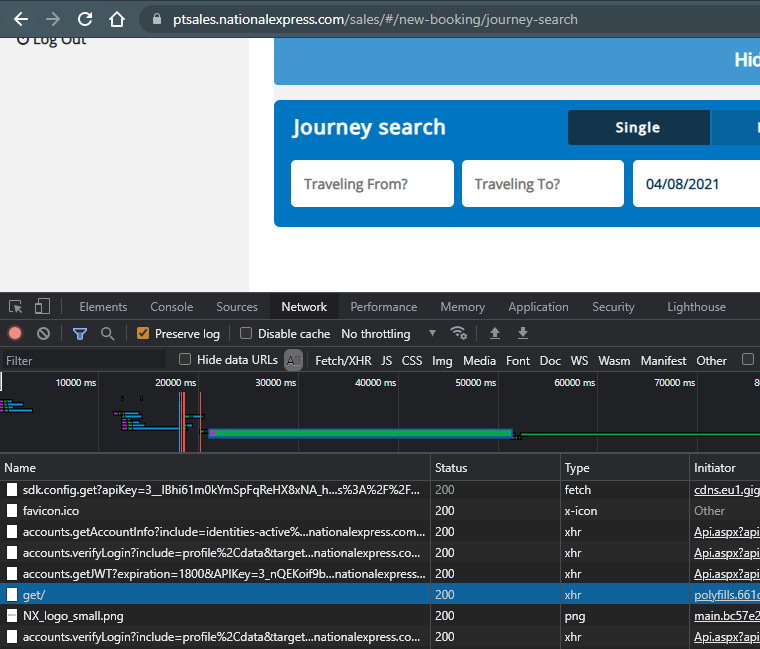 ptsales.nationalexpress.com/sales/#/new-booking/journey-search
Log Out
Hid
Journey search
Single
Traveling From?
Traveling To?
04/08/2021
Elements Console Sources Network Performance Memory Application Security Lighthouse
Preserve log Disable cache No throttling
Filter Hide data URLs All Fetch/XHR JS CSS Img Media Font Doc WS Wasm Manifest Other
10000 ms 20000 ms 30000 ms 40000 ms 50000 ms 60000 ms 70000 ms 8
Name Status Type Initiator
sdk.config.get?apiKey=3__IBhi61m0kYmSpFqReHX8xNA_h...s%3A%2F%2F... 200 fetch cdns.eu1.gig
favicon.ico 200 x-icon Other
accounts.getAccountInfo?include=identities-active%...nationalexpress.com... 200 xhr Api.aspx?api
accounts.verifyLogin?include=profile%2Cdata&target...nationalexpress.co... 200 xhr Api.aspx?api
accounts.getJWT?expiration=1800&APIKey=3_nQEKoif9b...nationalexpress... 200 xhr Api.aspx?api
get/ 200 xhr polyfills.661c
NX_logo_small.png 200 png main.bc57e2
accounts.verifyLogin?include=profile%2Cdata&target...nationalexpress.co... 200 xhr Api.aspx?api